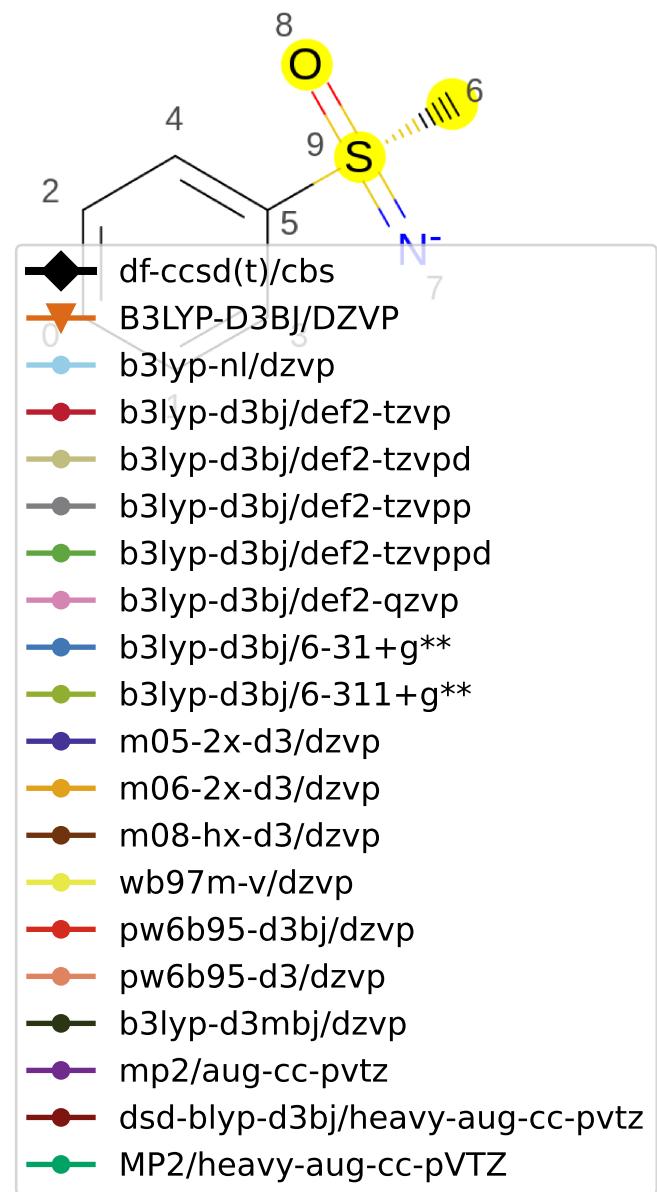 8
O
6
4
9
S
2
5
N-
7
df-ccsd(t)/cbs
0
3
B3LYP-D3BJ/DZVP
b3lyp-nl/dzvp
1
b3lyp-d3bj/def2-tzvp
b3lyp-d3bj/def2-tzvpd
b3lyp-d3bj/def2-tzvpp
b3lyp-d3bj/def2-tzvppd
b3lyp-d3bj/def2-qzvp
b3lyp-d3bj/6-31+g**
b3lyp-d3bj/6-311+g**
m05-2x-d3/dzvp
m06-2x-d3/dzvp
m08-hx-d3/dzvp
wb97m-v/dzvp
pw6b95-d3bj/dzvp
pw6b95-d3/dzvp
b3lyp-d3mbj/dzvp
mp2/aug-cc-pvtz
dsd-blyp-d3bj/heavy-aug-cc-pvtz
MP2/heavy-aug-cc-pVTZ